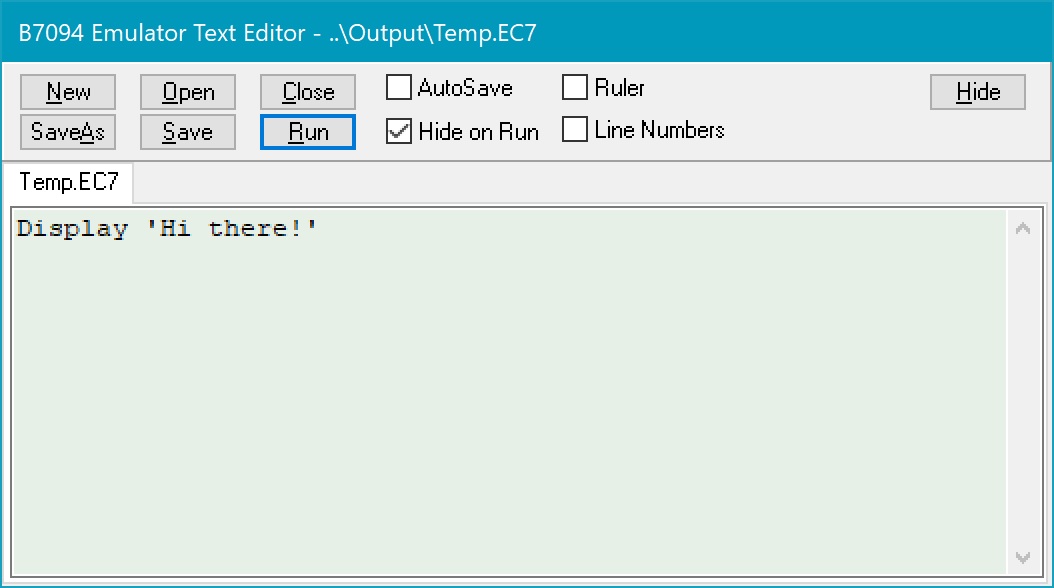 B7094 Emulator Text Editor - ..\Output\Temp.EC7
New Open Close AutoSave Ruler Hide
SaveAs Save Run Hide on Run Line Numbers
Temp.EC7
Display 'Hi there!'